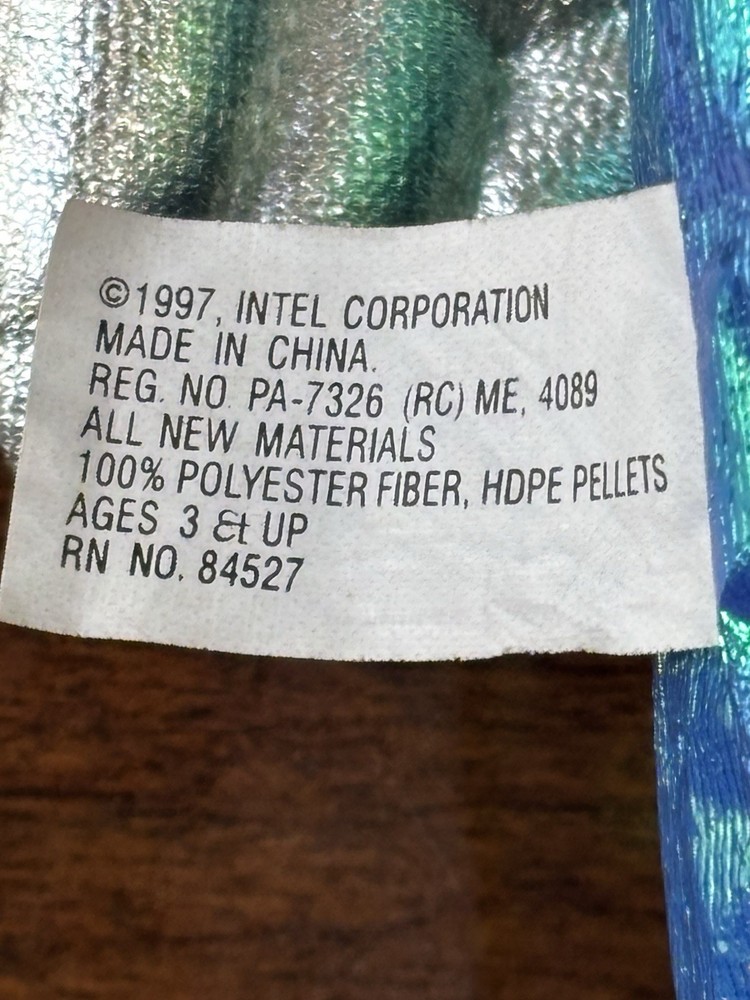 ©1997, INTEL CORPORATION
MADE IN CHINA.
REG. NO. PA-7326 (RC) ME, 4089
ALL NEW MATERIALS
100% POLYESTER FIBER, HDPE PELLETS
AGES 3 & UP
RN NO. 84527